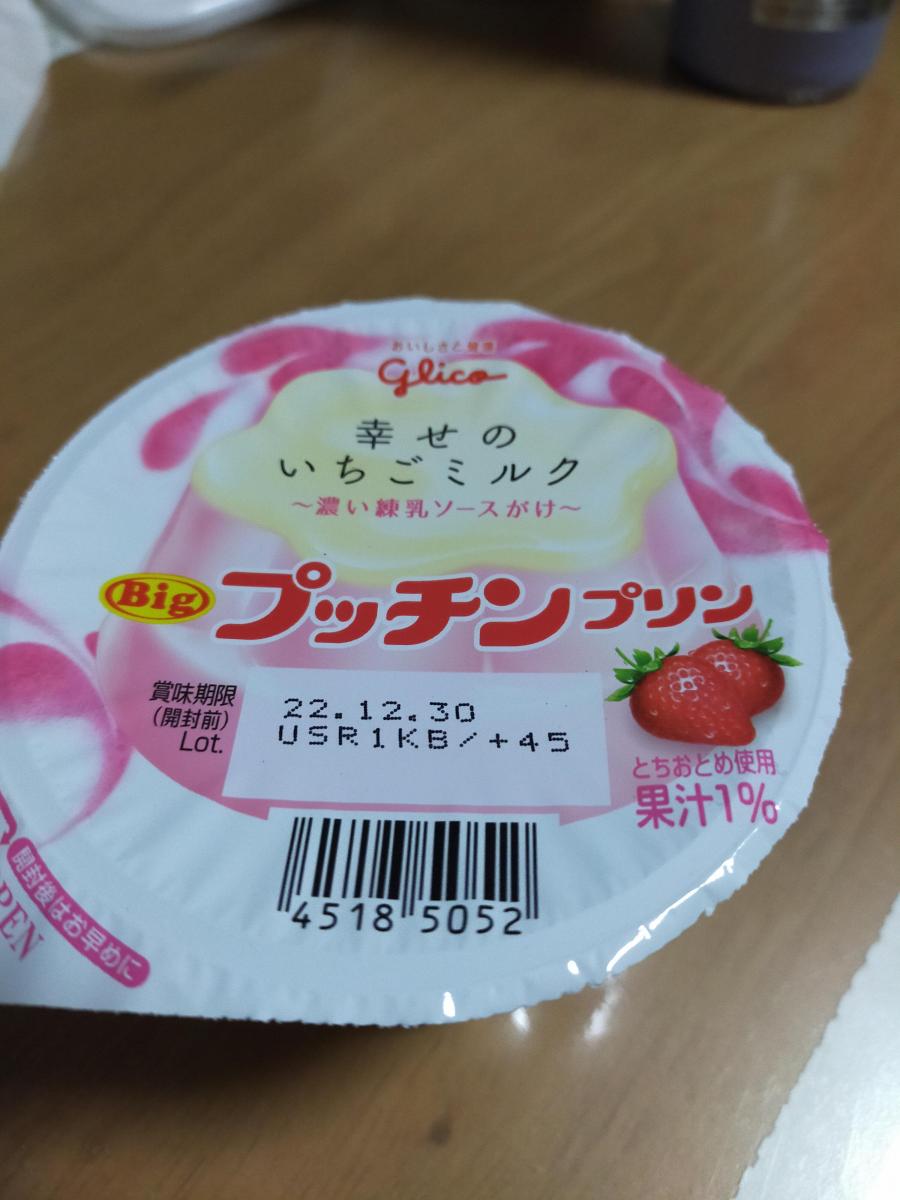 おいしさと健康
Glico
幸せの
いちごミルク
~濃い練乳ソースがけ~
Big プッチンプリン
賞味期限
(開封前)
Lot.
22.12.30
USR1KB/+45
とちおとめ使用
果汁1%
4518 5052
開封後はお早めに
PEN